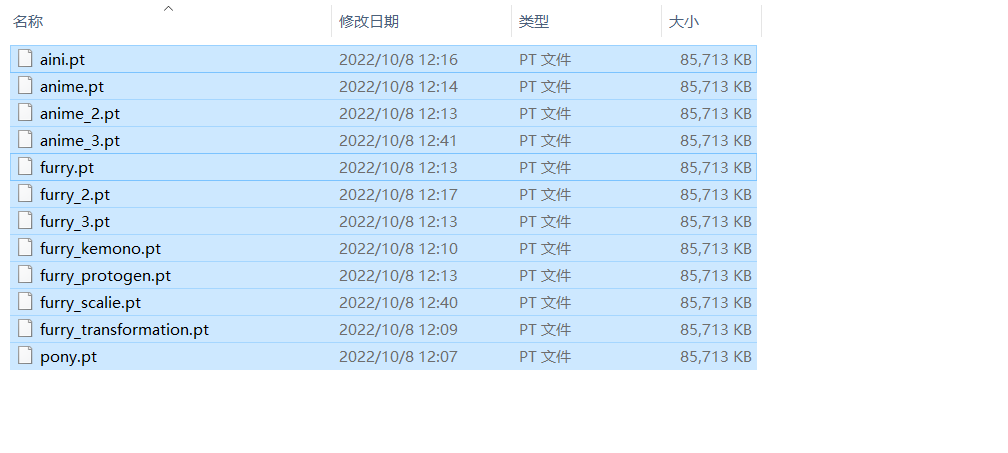 名称 修改日期 类型 大小
aini.pt 2022/10/8 12:16 PT 文件 85,713 KB
anime.pt 2022/10/8 12:14 PT 文件 85,713 KB
anime_2.pt 2022/10/8 12:13 PT 文件 85,713 KB
anime_3.pt 2022/10/8 12:41 PT 文件 85,713 KB
furry.pt 2022/10/8 12:13 PT 文件 85,713 KB
furry_2.pt 2022/10/8 12:17 PT 文件 85,713 KB
furry_3.pt 2022/10/8 12:13 PT 文件 85,713 KB
furry_kemono.pt 2022/10/8 12:10 PT 文件 85,713 KB
furry_protogen.pt 2022/10/8 12:13 PT 文件 85,713 KB
furry_scalie.pt 2022/10/8 12:40 PT 文件 85,713 KB
furry_transformation.pt 2022/10/8 12:09 PT 文件 85,713 KB
pony.pt 2022/10/8 12:07 PT 文件 85,713 KB